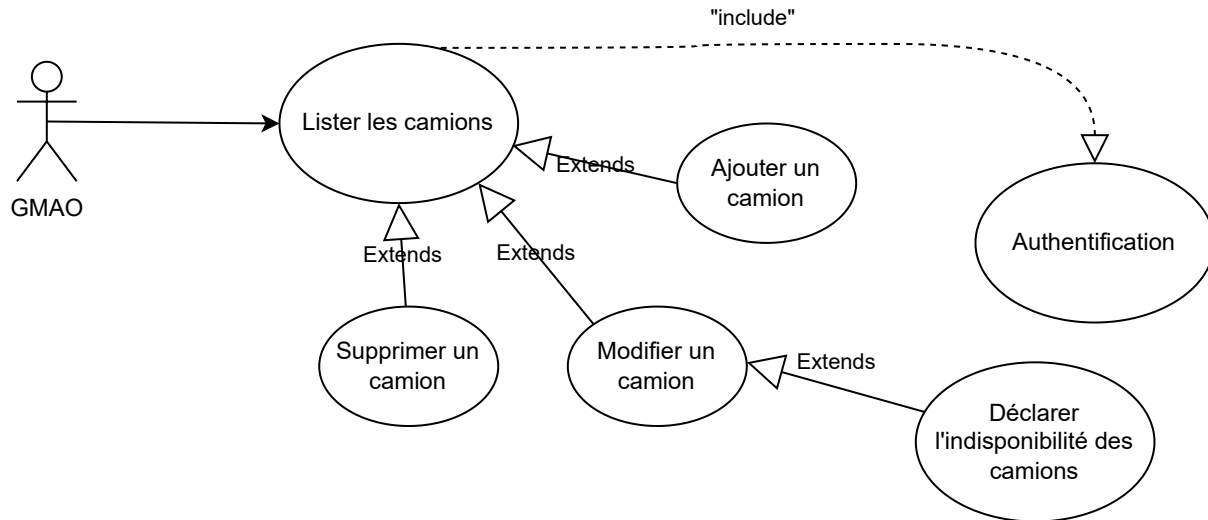 "include"
Lister les camions
GMAO
Extends
Ajouter un
camion
Authentification
Extends
Extends
Supprimer un
camion
Modifier un
camion
Extends
Déclarer
l'indisponibilité des
camions